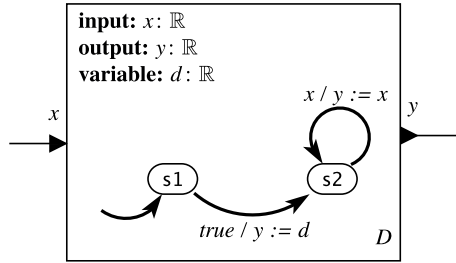 input: x: ℝ
output: y: ℝ
variable: d: ℝ
x / y := x
x
y
s1
s2
true / y := d
D